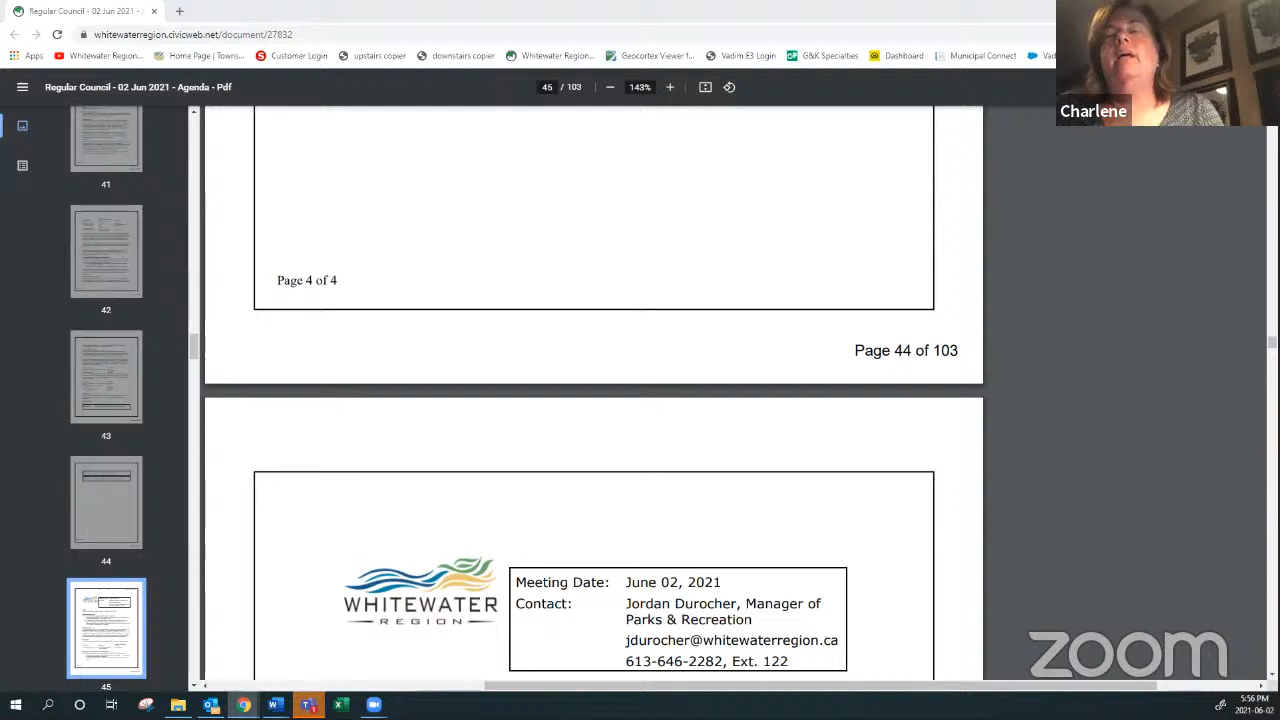 Regular Council - 02 Jun 2021 -
whitewaterregion.civicweb.net/document/27832
Apps Whitewater Region... Home Page | Towns... Customer Login upstairs copier downstairs copier Whitewater Region... Geocortex Viewer f... Vadim E3 Login G&K Specialties Dashboard Municipal Connect Vad
Regular Council - 02 Jun 2021 - Agenda - Pdf
45 / 103
143%
Charlene
41
42
43
44
45
Page 4 of 4
Page 44 of 103
WHITEWATER
REGION
Meeting Date: June 02, 2021
Contact: Jordan Durocher, Manager of
Parks & Recreation
jdurocher@whitewaterregion.ca
613-646-2282, Ext. 122
zoom
5:56 PM
2021-06-02